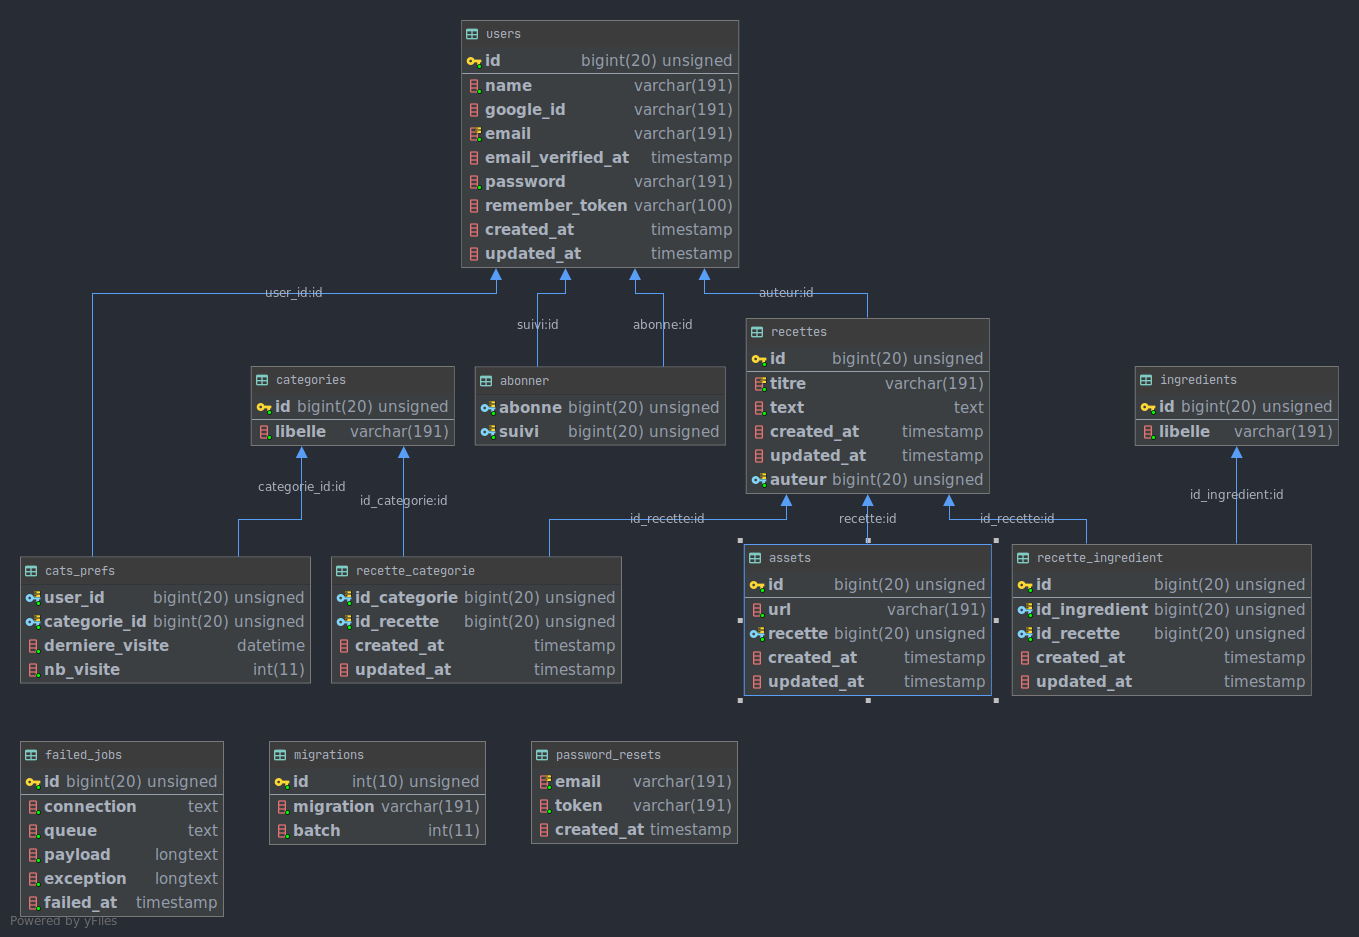 users
id bigint(20) unsigned
name varchar(191)
google_id varchar(191)
email varchar(191)
email_verified_at timestamp
password varchar(191)
remember_token varchar(100)
created_at timestamp
updated_at timestamp
user_id:id
auteur:id
suivi:id
abonne:id
categories
id bigint(20) unsigned
libelle varchar(191)
abonner
abonne bigint(20) unsigned
suivi bigint(20) unsigned
recettes
id bigint(20) unsigned
titre varchar(191)
text text
created_at timestamp
updated_at timestamp
auteur bigint(20) unsigned
ingredients
id bigint(20) unsigned
libelle varchar(191)
categorie_id:id
id_categorie:id
id_recette:id
recette:id
id_recette:id
id_ingredient:id
cats_prefs
user_id bigint(20) unsigned
categorie_id bigint(20) unsigned
derniere_visite datetime
nb_visite int(11)
recette_categorie
id_categorie bigint(20) unsigned
id_recette bigint(20) unsigned
created_at timestamp
updated_at timestamp
assets
id bigint(20) unsigned
url varchar(191)
recette bigint(20) unsigned
created_at timestamp
updated_at timestamp
recette_ingredient
id bigint(20) unsigned
id_ingredient bigint(20) unsigned
id_recette bigint(20) unsigned
created_at timestamp
updated_at timestamp
failed_jobs
id bigint(20) unsigned
connection text
queue text
payload longtext
exception longtext
failed_at timestamp
migrations
id int(10) unsigned
migration varchar(191)
batch int(11)
password_resets
email varchar(191)
token varchar(191)
created_at timestamp
Powered by yFiles